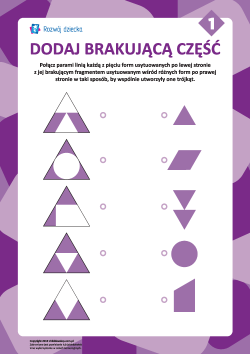 Rozwój dziecka
1
DODAJ BRAKUJĄCĄ CZĘŚĆ
Połącz parami linią każdą z pięciu form usytuowanych po lewej stronie
z jej brakującym fragmentem usytuowanym wśród różnych form po prawej
stronie w taki sposób, by wspólnie utworzyły one trójkąt.